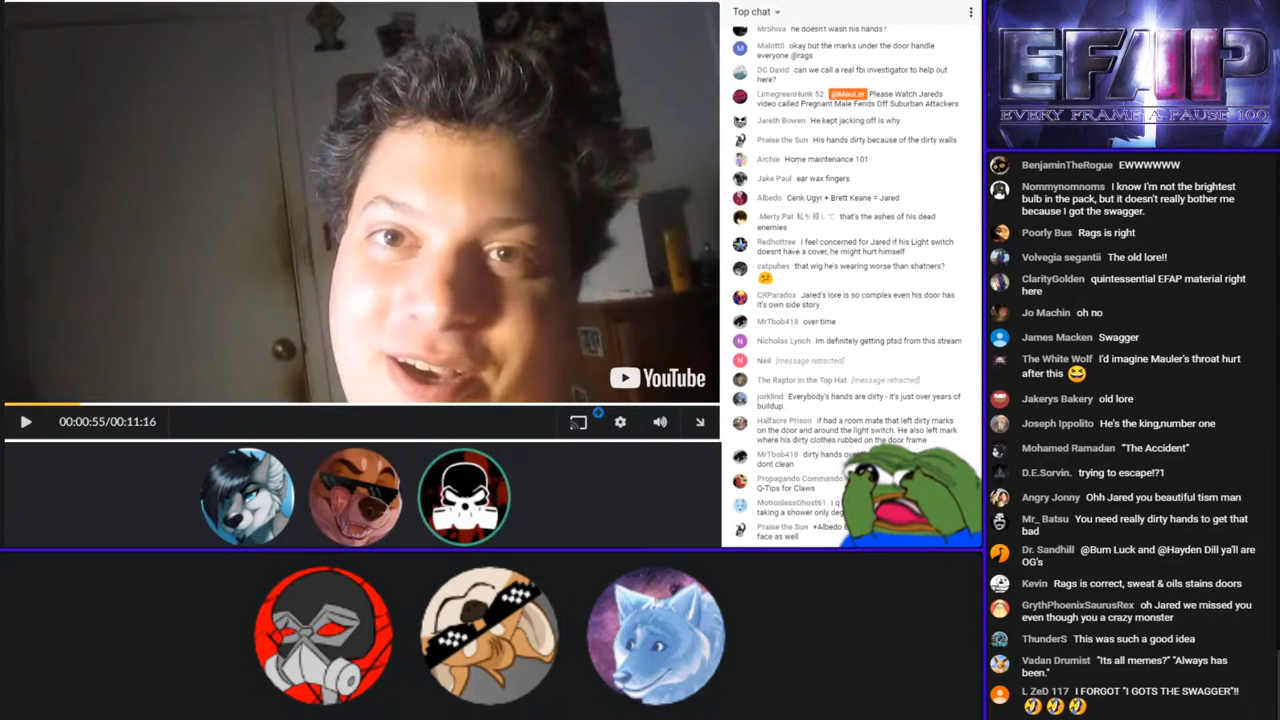 Top chat
MrShiva he doesn't wash his hands?
M
Malott0 okay but the marks under the door handle
everyone @rags
DC David can we call a real fbi investigator to help out
here?
LimegreenHunk 52 @MauLer Please Watch Jareds
video called Pregnant Male Fends Off Suburban Attackers
Jareth Bowen He kept jacking off is why
Praise the Sun His hands dirty because of the dirty walls
Archie Home maintenance 101
Jake Paul ear wax fingers
Albedo Cenk Ugyr + Brett Keane = Jared
.Merty Pat 私を殺して that's the ashes of his dead
enemies
Redhottree I feel concerned for Jared if his Light switch
doesnt have a cover, he might hurt himself
catpubes that wig he's wearing worse than shatners?
CRParadox Jared's lore is so complex even his door has
it's own side story
MrTbob418 over time
N
Nicholas Lynch Im definitely getting ptsd from this stream
N
Neil [message retracted]
The Raptor in the Top Hat [message retracted]
jorklind Everybody's hands are dirty - it's just over years of
buildup.
Halfacre Prison If had a room mate that left dirty marks
on the door and around the light switch. He also left mark
where his dirty clothes rubbed on the door frame
MrTbob418 dirty hands ov
dont clean
Propagando Commando
Q-Tips for Claws
MotionlessGhost61 I q
taking a shower only deg
Praise the Sun +Albedo B
face as well
YouTube
00:00:55/00:11:16
EFAP
EVERY FRAME A PAUSE 100
BenjaminTheRogue EWWWWWW
Nommynomnoms I know I'm not the brightest
bulb in the pack, but it doesn't really bother me
because I got the swagger.
Poorly Bus Rags is right
Volvegia segantii The old lore!!
ClarityGolden quintessential EFAP material right
here
Jo Machin oh no
James Macken Swagger
The White Wolf I'd imagine Mauler's throat hurt
after this
Jakerys Bakery old lore
Joseph Ippolito He's the king,number one
Mohamed Ramadan "The Accident"
D.E.Sorvin. trying to escape!?1
Angry Jonny Ohh Jared you beautiful tism man
Mr_ Batsu You need really dirty hands to get that
bad
Dr. Sandhill @Bum Luck and @Hayden Dill ya'll are
OG's
Kevin Rags is correct, sweat & oils stains doors
GrythPhoenixSaurusRex oh Jared we missed you
even though you a crazy monster
ThunderS This was such a good idea
Vadan Drumist "Its all memes?" "Always has
been."
L ZeD 117 I FORGOT "I GOTS THE SWAGGER"!!